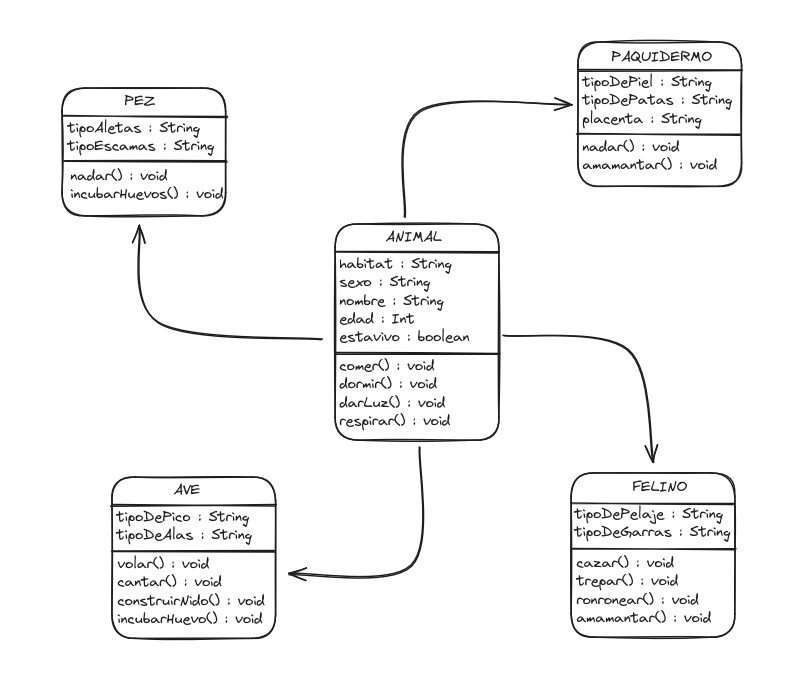 PEZ
tipoAletas : String
tipoEscamas : String
nadar() : void
incubarHuevos() : void
PAQUIDERMO
tipoDePiel : String
tipoDePatas : String
placenta : String
nadar() : void
amamantar() : void
ANIMAL
habitat : String
sexo : String
nombre : String
edad : Int
estavivo : boolean
comer() : void
dormir() : void
darLuz() : void
respirar() : void
AVE
tipoDePico : String
tipoDeAlas : String
volar() : void
cantar() : void
construirNido() : void
incubarHuevo() : void
FELINO
tipoDePelaje : String
tipoDeGarras : String
cazar() : void
trepar() : void
ronronear() : void
amamantar() : void